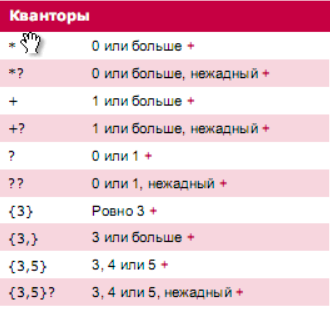 Кванторы
* 0 или больше +
*? 0 или больше, нежадный +
+ 1 или больше +
+? 1 или больше, нежадный +
? 0 или 1 +
?? 0 или 1, нежадный +
{3} Ровно 3 +
{3,} 3 или больше +
{3,5} 3, 4 или 5 +
{3,5}? 3, 4 или 5, нежадный +